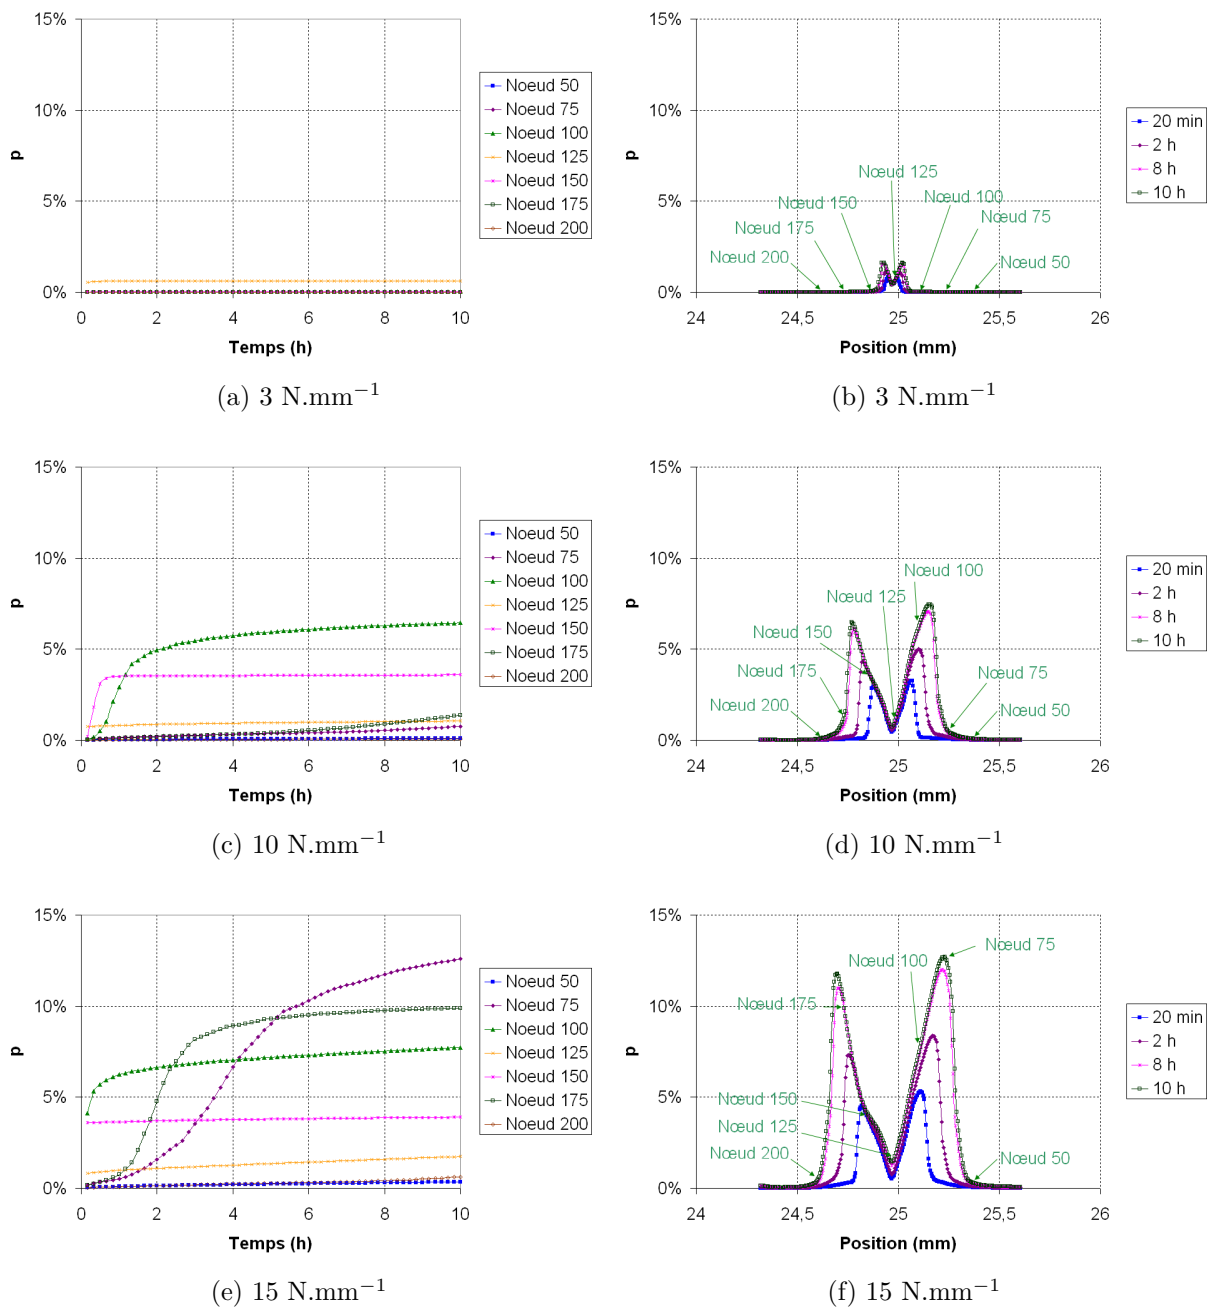 15%
10%
5%
0%
p
0 2 4 6 8 10
Temps (h)
Noeud 50
Noeud 75
Noeud 100
Noeud 125
Noeud 150
Noeud 175
Noeud 200
(a) 3 N.mm⁻¹
15%
10%
5%
0%
p
24 24,5 25 25,5 26
Position (mm)
Nœud 125
Nœud 150
Nœud 100
Nœud 175
Nœud 75
Nœud 200
Nœud 50
20 min
2 h
8 h
10 h
(b) 3 N.mm⁻¹
15%
10%
5%
0%
p
0 2 4 6 8 10
Temps (h)
Noeud 50
Noeud 75
Noeud 100
Noeud 125
Noeud 150
Noeud 175
Noeud 200
(c) 10 N.mm⁻¹
15%
10%
5%
0%
p
24 24,5 25 25,5 26
Position (mm)
Nœud 100
Nœud 125
Nœud 150
Nœud 175
Nœud 75
Nœud 200
Nœud 50
20 min
2 h
8 h
10 h
(d) 10 N.mm⁻¹
15%
10%
5%
0%
p
0 2 4 6 8 10
Temps (h)
Noeud 50
Noeud 75
Noeud 100
Noeud 125
Noeud 150
Noeud 175
Noeud 200
(e) 15 N.mm⁻¹
15%
10%
5%
0%
p
24 24,5 25 25,5 26
Position (mm)
Nœud 75
Nœud 100
Nœud 175
Nœud 150
Nœud 125
Nœud 200
Nœud 50
20 min
2 h
8 h
10 h
(f) 15 N.mm⁻¹